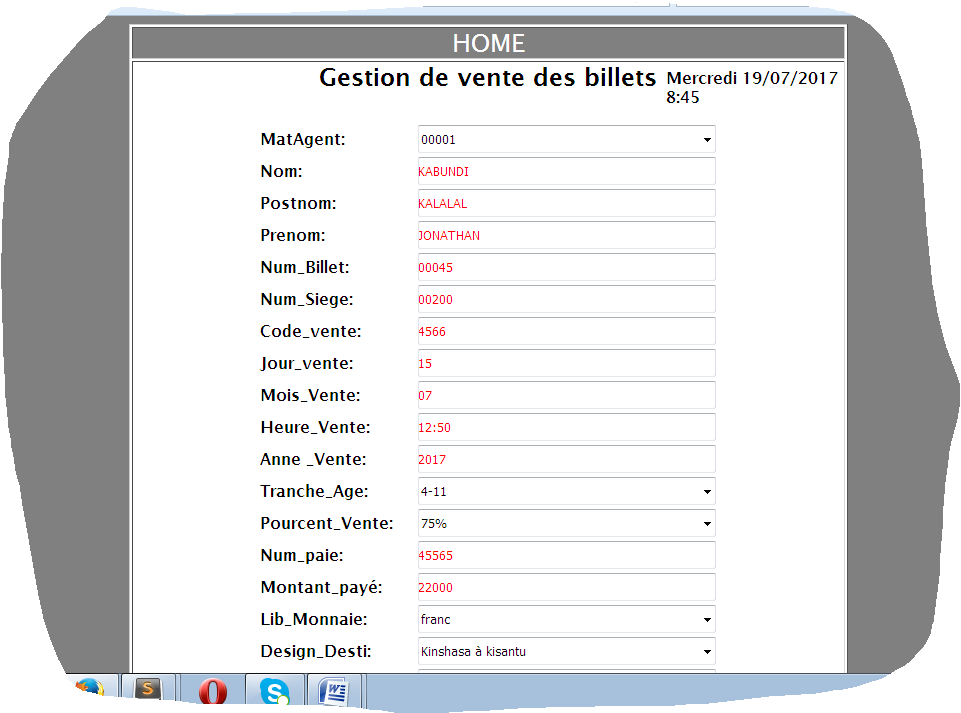 HOME
Gestion de vente des billets Mercredi 19/07/2017
8:45
MatAgent: 00001
Nom: KABUNDI
Postnom: KALALAL
Prenom: JONATHAN
Num_Billet: 00045
Num_Siege: 00200
Code_vente: 4566
Jour_vente: 15
Mois_Vente: 07
Heure_Vente: 12:50
Anne _Vente: 2017
Tranche_Age: 4-11
Pourcent_Vente: 75%
Num_paie: 45565
Montant_payé: 22000
Lib_Monnaie: franc
Design_Desti: Kinshasa à kisantu